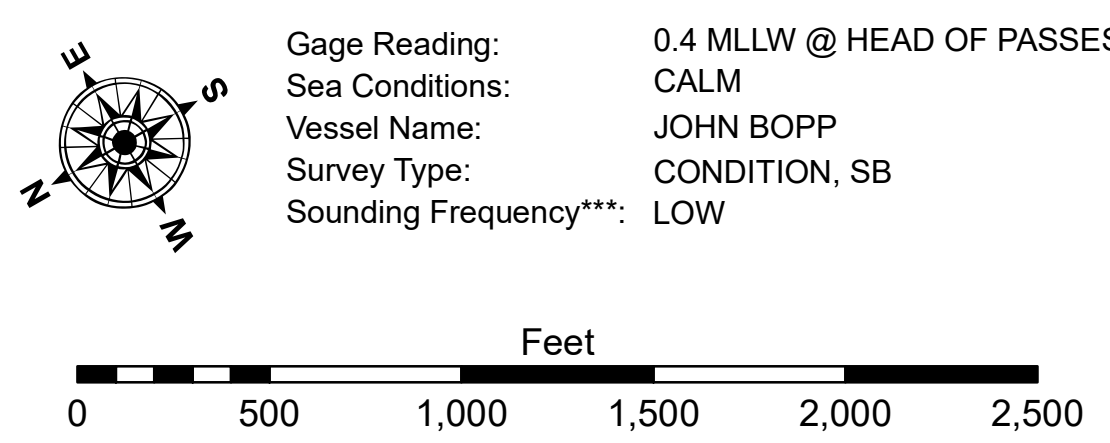 E
S
N
W
Gage Reading: 0.4 MLLW @ HEAD OF PASSES
Sea Conditions: CALM
Vessel Name: JOHN BOPP
Survey Type: CONDITION, SB
Sounding Frequency***: LOW
Feet
0 500 1,000 1,500 2,000 2,500